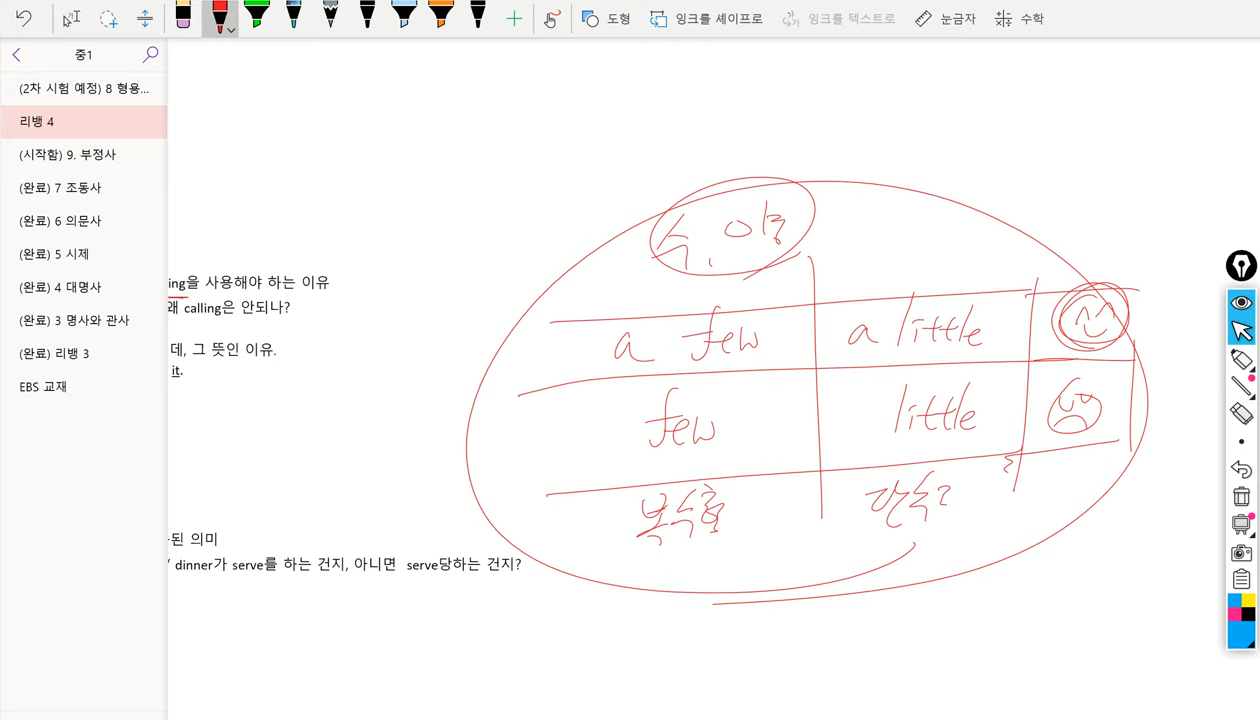 도형 잉크를 셰이프로 잉크를 텍스트로 눈금자 수학
중1
(2차 시험 예정) 8 형용...
리뱅 4
(시작함) 9. 부정사
(완료) 7 조동사
(완료) 6 의문사
(완료) 5 시제
(완료) 4 대명사
(완료) 3 명사와 관사
(완료) 리뱅 3
EBS 교재
ing을 사용해야 하는 이유
왜 calling은 안되나?
데, 그 뜻인 이유.
it.
된 의미
/ dinner가 serve를 하는 건지, 아니면 serve당하는 건지?
수, 양
a few a little
few little
복수형 단수